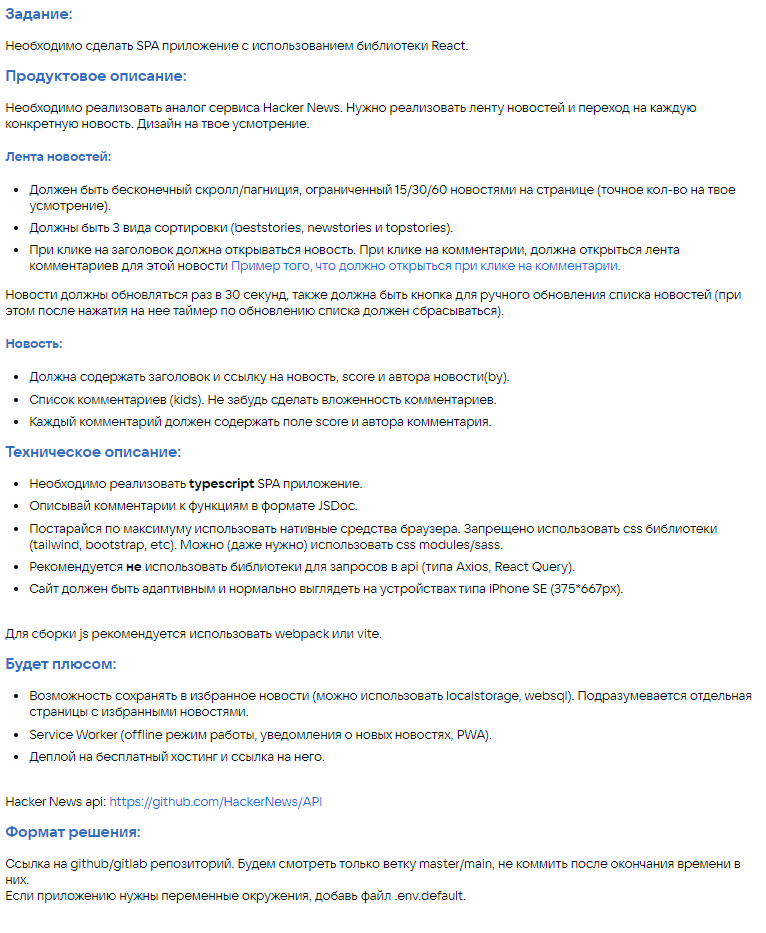 Задание:
Необходимо сделать SPA приложение с использованием библиотеки React.
Продуктовое описание:
Необходимо реализовать аналог сервиса Hacker News. Нужно реализовать ленту новостей и переход на каждую
конкретную новость. Дизайн на твое усмотрение.
Лента новостей:
• Должен быть бесконечный скролл/пагниция, ограниченный 15/30/60 новостями на странице (точное кол-во на твое
усмотрение).
• Должны быть 3 вида сортировки (beststories, newstories и topstories).
• При клике на заголовок должна открываться новость. При клике на комментарии, должна открыться лента
комментариев для этой новости Пример того, что должно открыться при клике на комментарии.
Новости должны обновляться раз в 30 секунд, также должна быть кнопка для ручного обновления списка новостей (при
этом после нажатия на нее таймер по обновлению списка должен сбрасываться).
Новость:
• Должна содержать заголовок и ссылку на новость, score и автора новости(by).
• Список комментариев (kids). Не забудь сделать вложенность комментариев.
• Каждый комментарий должен содержать поле score и автора комментария.
Техническое описание:
• Необходимо реализовать typescript SPA приложение.
• Описывай комментарии к функциям в формате JSDoc.
• Постарайся по максимуму использовать нативные средства браузера. Запрещено использовать css библиотеки
(tailwind, bootstrap, etc). Можно (даже нужно) использовать css modules/sass.
• Рекомендуется не использовать библиотеки для запросов в api (типа Axios, React Query).
• Сайт должен быть адаптивным и нормально выглядеть на устройствах типа iPhone SE (375*667px).
Для сборки js рекомендуется использовать webpack или vite.
Будет плюсом:
• Возможность сохранять в избранное новости (можно использовать localstorage, websql). Подразумевается отдельная
страницы с избранными новостями.
• Service Worker (offline режим работы, уведомления о новых новостях, PWA).
• Деплой на бесплатный хостинг и ссылка на него.
Hacker News api: https://github.com/HackerNews/API
Формат решения:
Ссылка на github/gitlab репозиторий. Будем смотреть только ветку master/main, не коммить после окончания времени в
них.
Если приложению нужны переменные окружения, добавь файл .env.default.